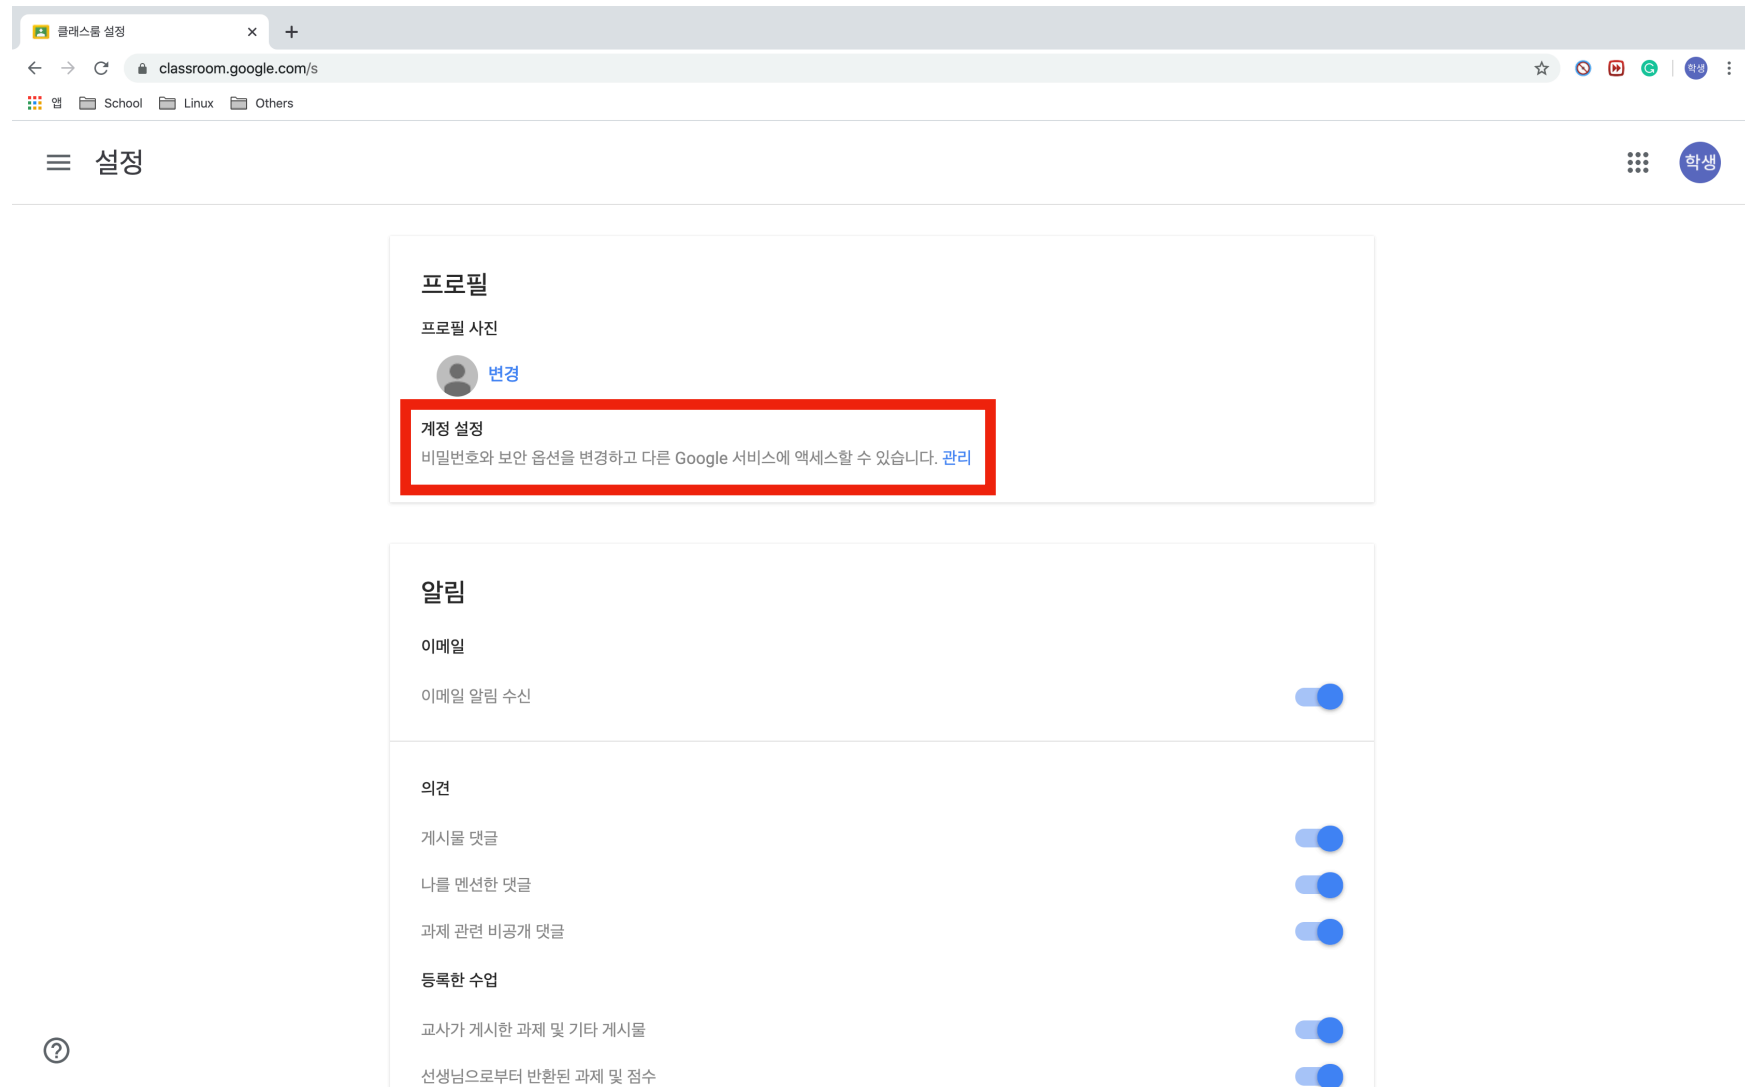 클래스룸 설정
classroom.google.com/s
학생
앱 School Linux Others
설정
학생
프로필
프로필 사진
변경
계정 설정
비밀번호와 보안 옵션을 변경하고 다른 Google 서비스에 액세스할 수 있습니다. 관리
알림
이메일
이메일 알림 수신
의견
게시물 댓글
나를 멘션한 댓글
과제 관련 비공개 댓글
등록한 수업
교사가 게시한 과제 및 기타 게시물
선생님으로부터 반환된 과제 및 점수